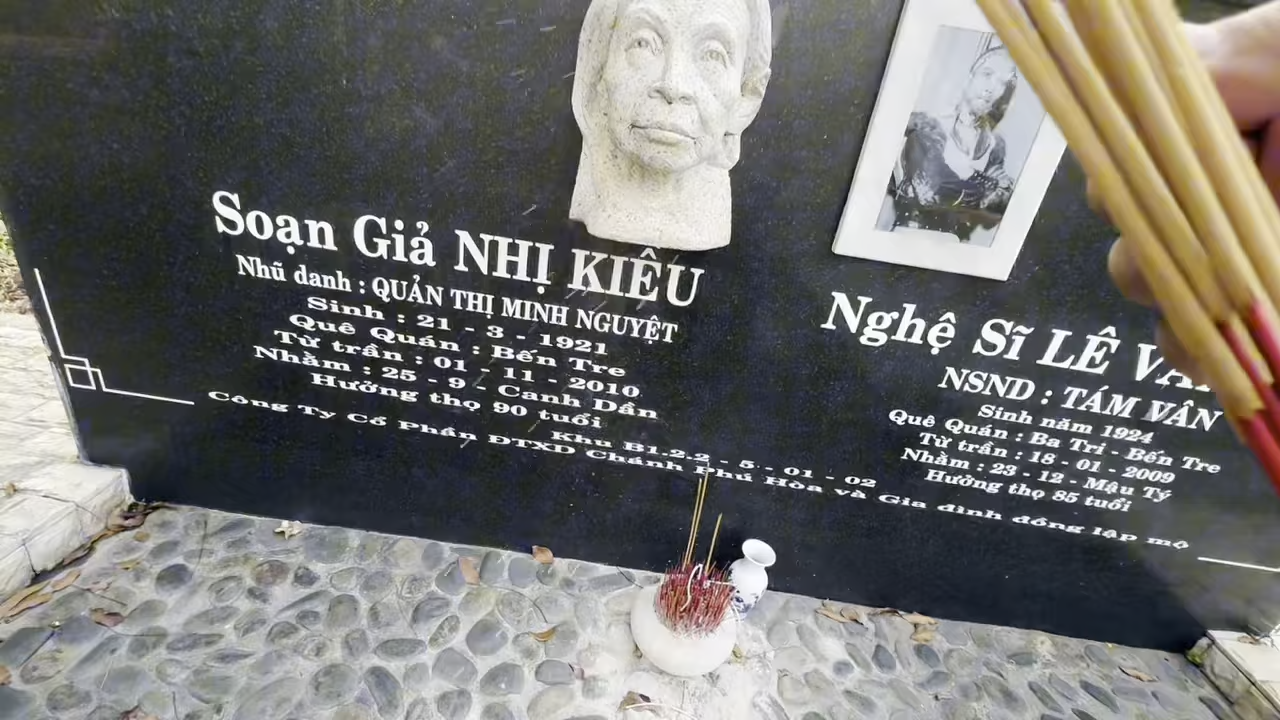 Soạn Giả NHỊ KIÊU
Nhũ danh : QUẢN THỊ MINH NGUYỆT
Sinh : 21 - 3 - 1921
Quê Quán : Bến Tre
Từ trần : 01 - 11 - 2010
Nhằm : 25 - 9 - Canh Dần
Hưởng thọ 90 tuổi
Nghệ Sĩ LÊ
NSND : TÁM VÂN
Sinh năm 1924
Quê Quán : Ba Tri - Bến Tre
Từ trần : 18 - 01 - 2009
Nhằm : 23 - 12 - Mậu Tý
Hưởng thọ 85 tuổi
Khu B1.2.2 - 5 - 01 - 02
Công Ty Cổ Phần ĐTXD Chánh Phú Hòa và Gia đình đồng lập mộ